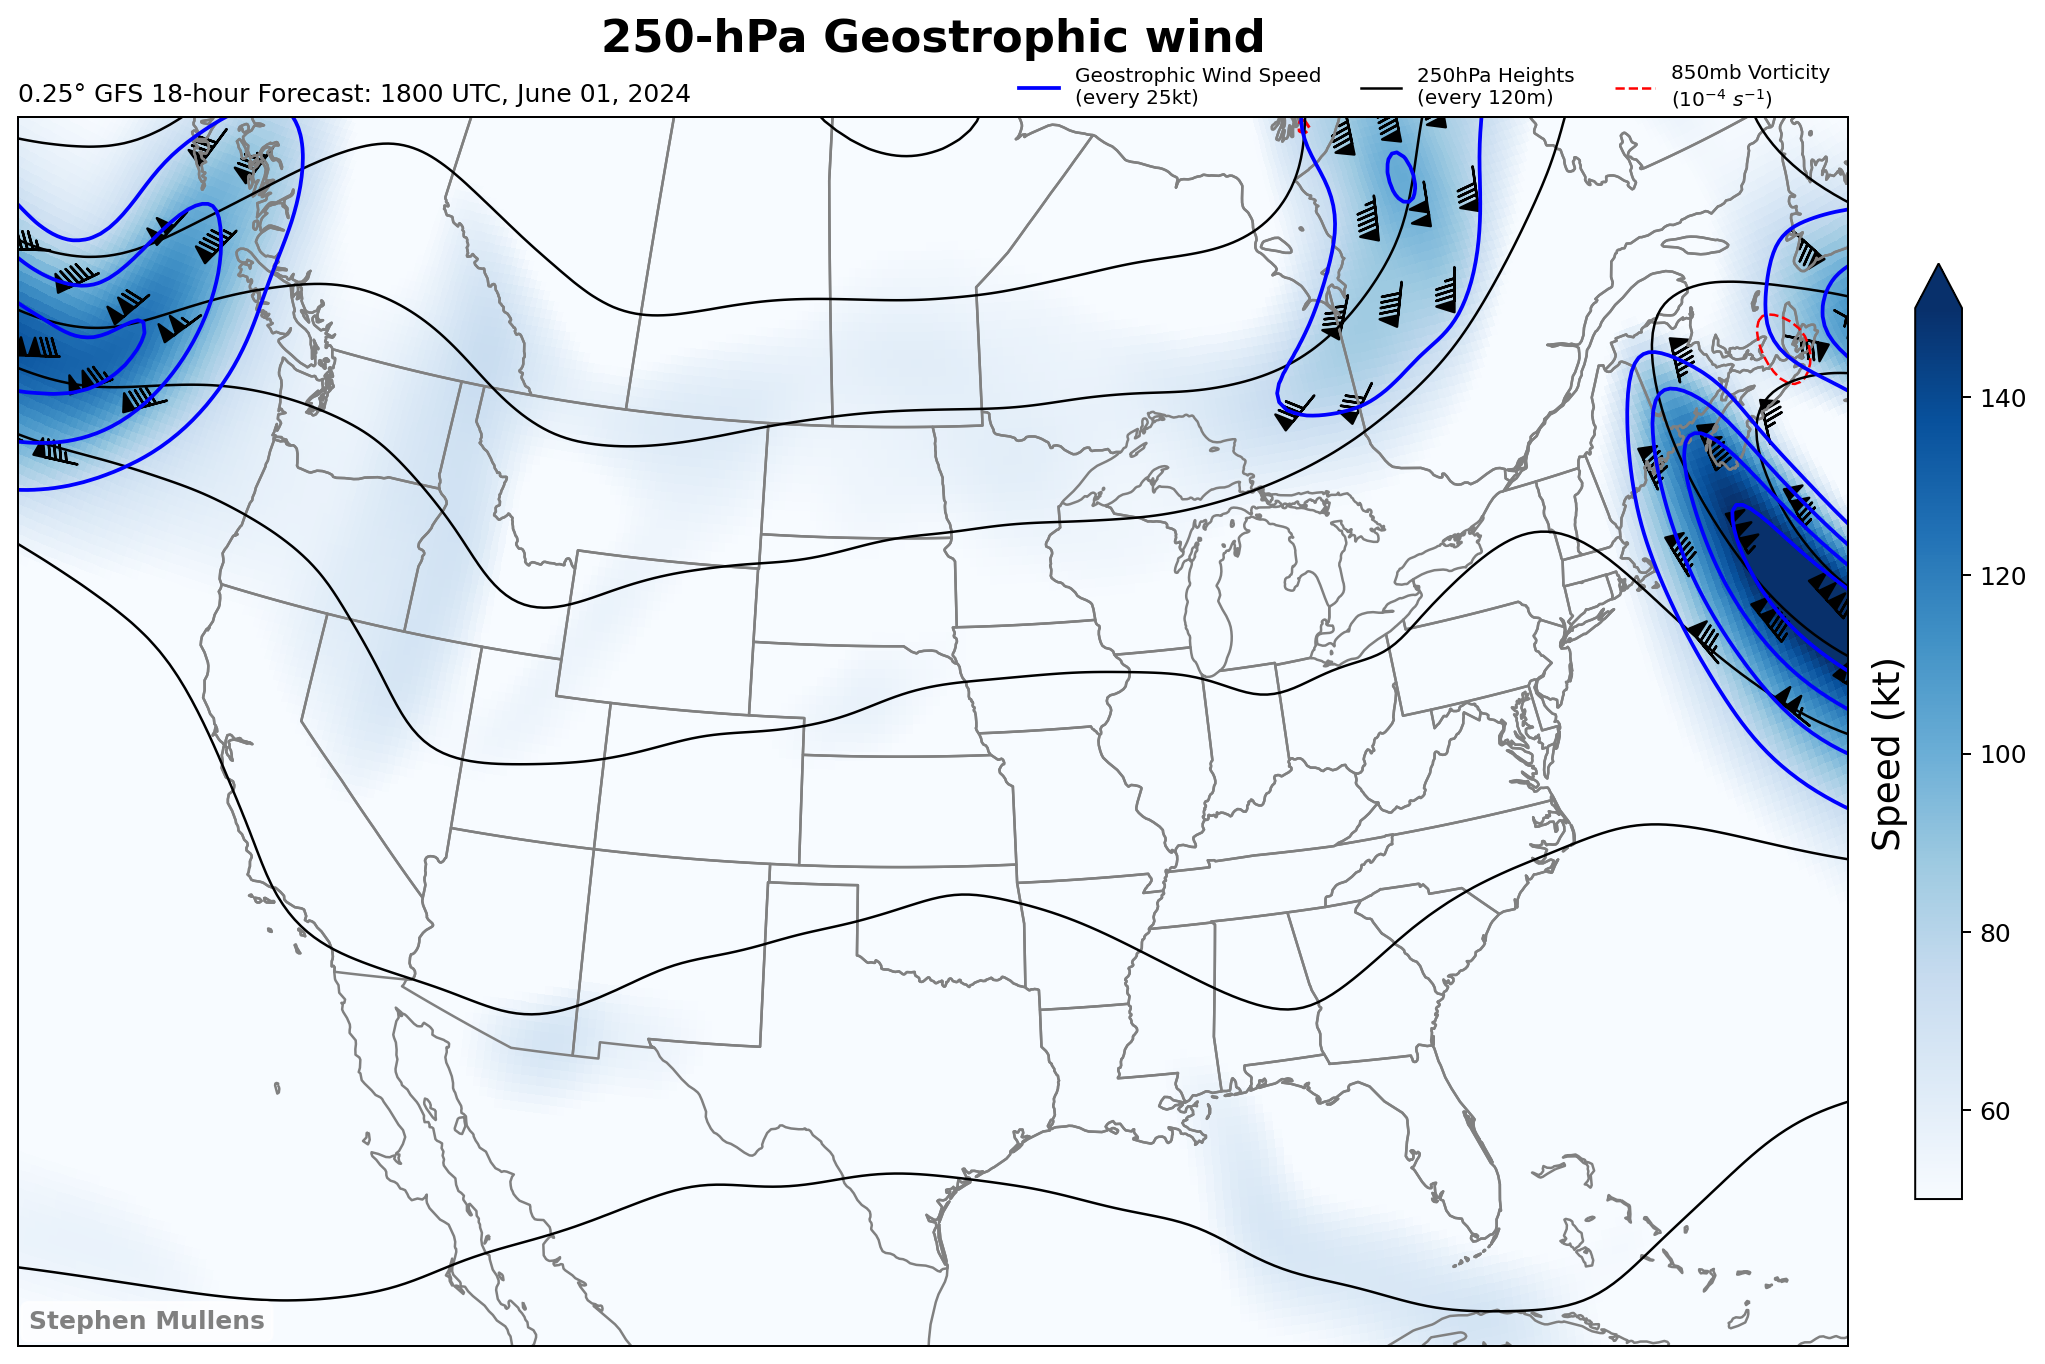 250-hPa Geostrophic wind
0.25° GFS 18-hour Forecast: 1800 UTC, June 01, 2024
Geostrophic Wind Speed
(every 25kt)
250hPa Heights
(every 120m)
850mb Vorticity
(10⁻⁴ s⁻¹)
140
120
100
80
60
Speed (kt)
Stephen Mullens